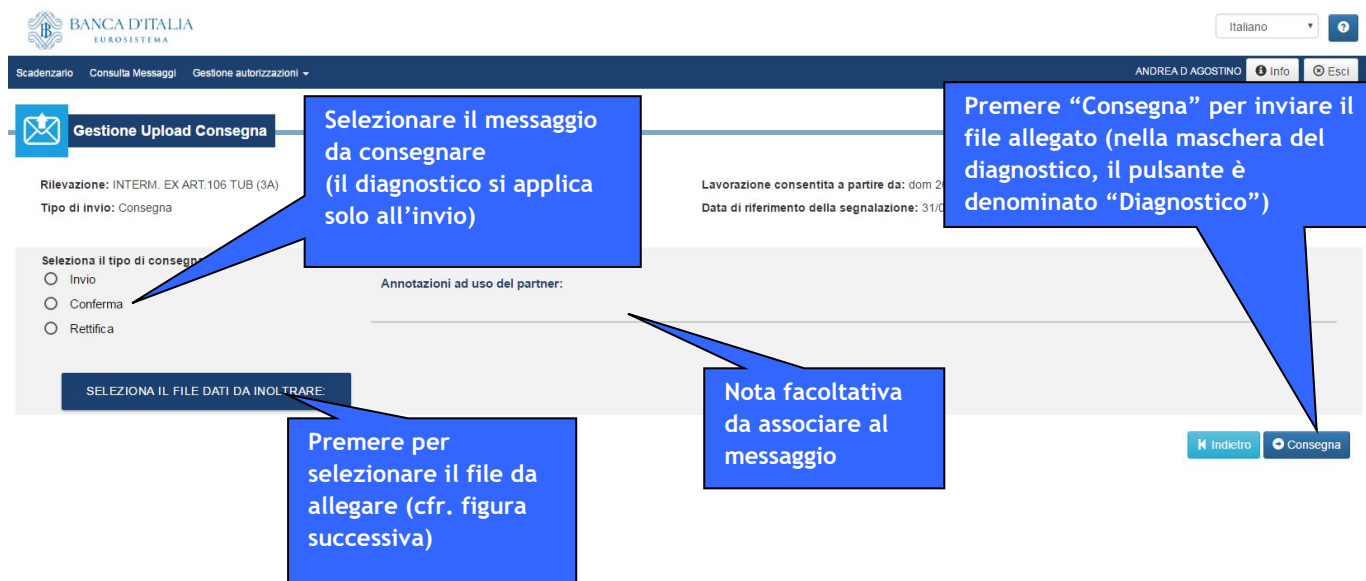 BANCA D'ITALIA
EUROSISTEMA
Italiano
Scadenzario Consulta Messaggi Gestione autorizzazioni
ANDREA D AGOSTINO Info Esci
Gestione Upload Consegna
Selezionare il messaggio
da consegnare
(il diagnostico si applica
solo all’invio)
Premere “Consegna” per inviare il
file allegato (nella maschera del
diagnostico, il pulsante è
denominato “Diagnostico”)
Rilevazione: INTERM. EX ART.106 TUB (3A)
Tipo di invio: Consegna
Lavorazione consentita a partire da: dom
Data di riferimento della segnalazione:
Seleziona il tipo di consegna
Invio
Conferma
Rettifica
Annotazioni ad uso del partner:
SELEZIONA IL FILE DATI DA INOLTRARE:
Nota facoltativa
da associare al
messaggio
Premere per
selezionare il file da
allegare (cfr. figura
successiva)
Indietro Consegna